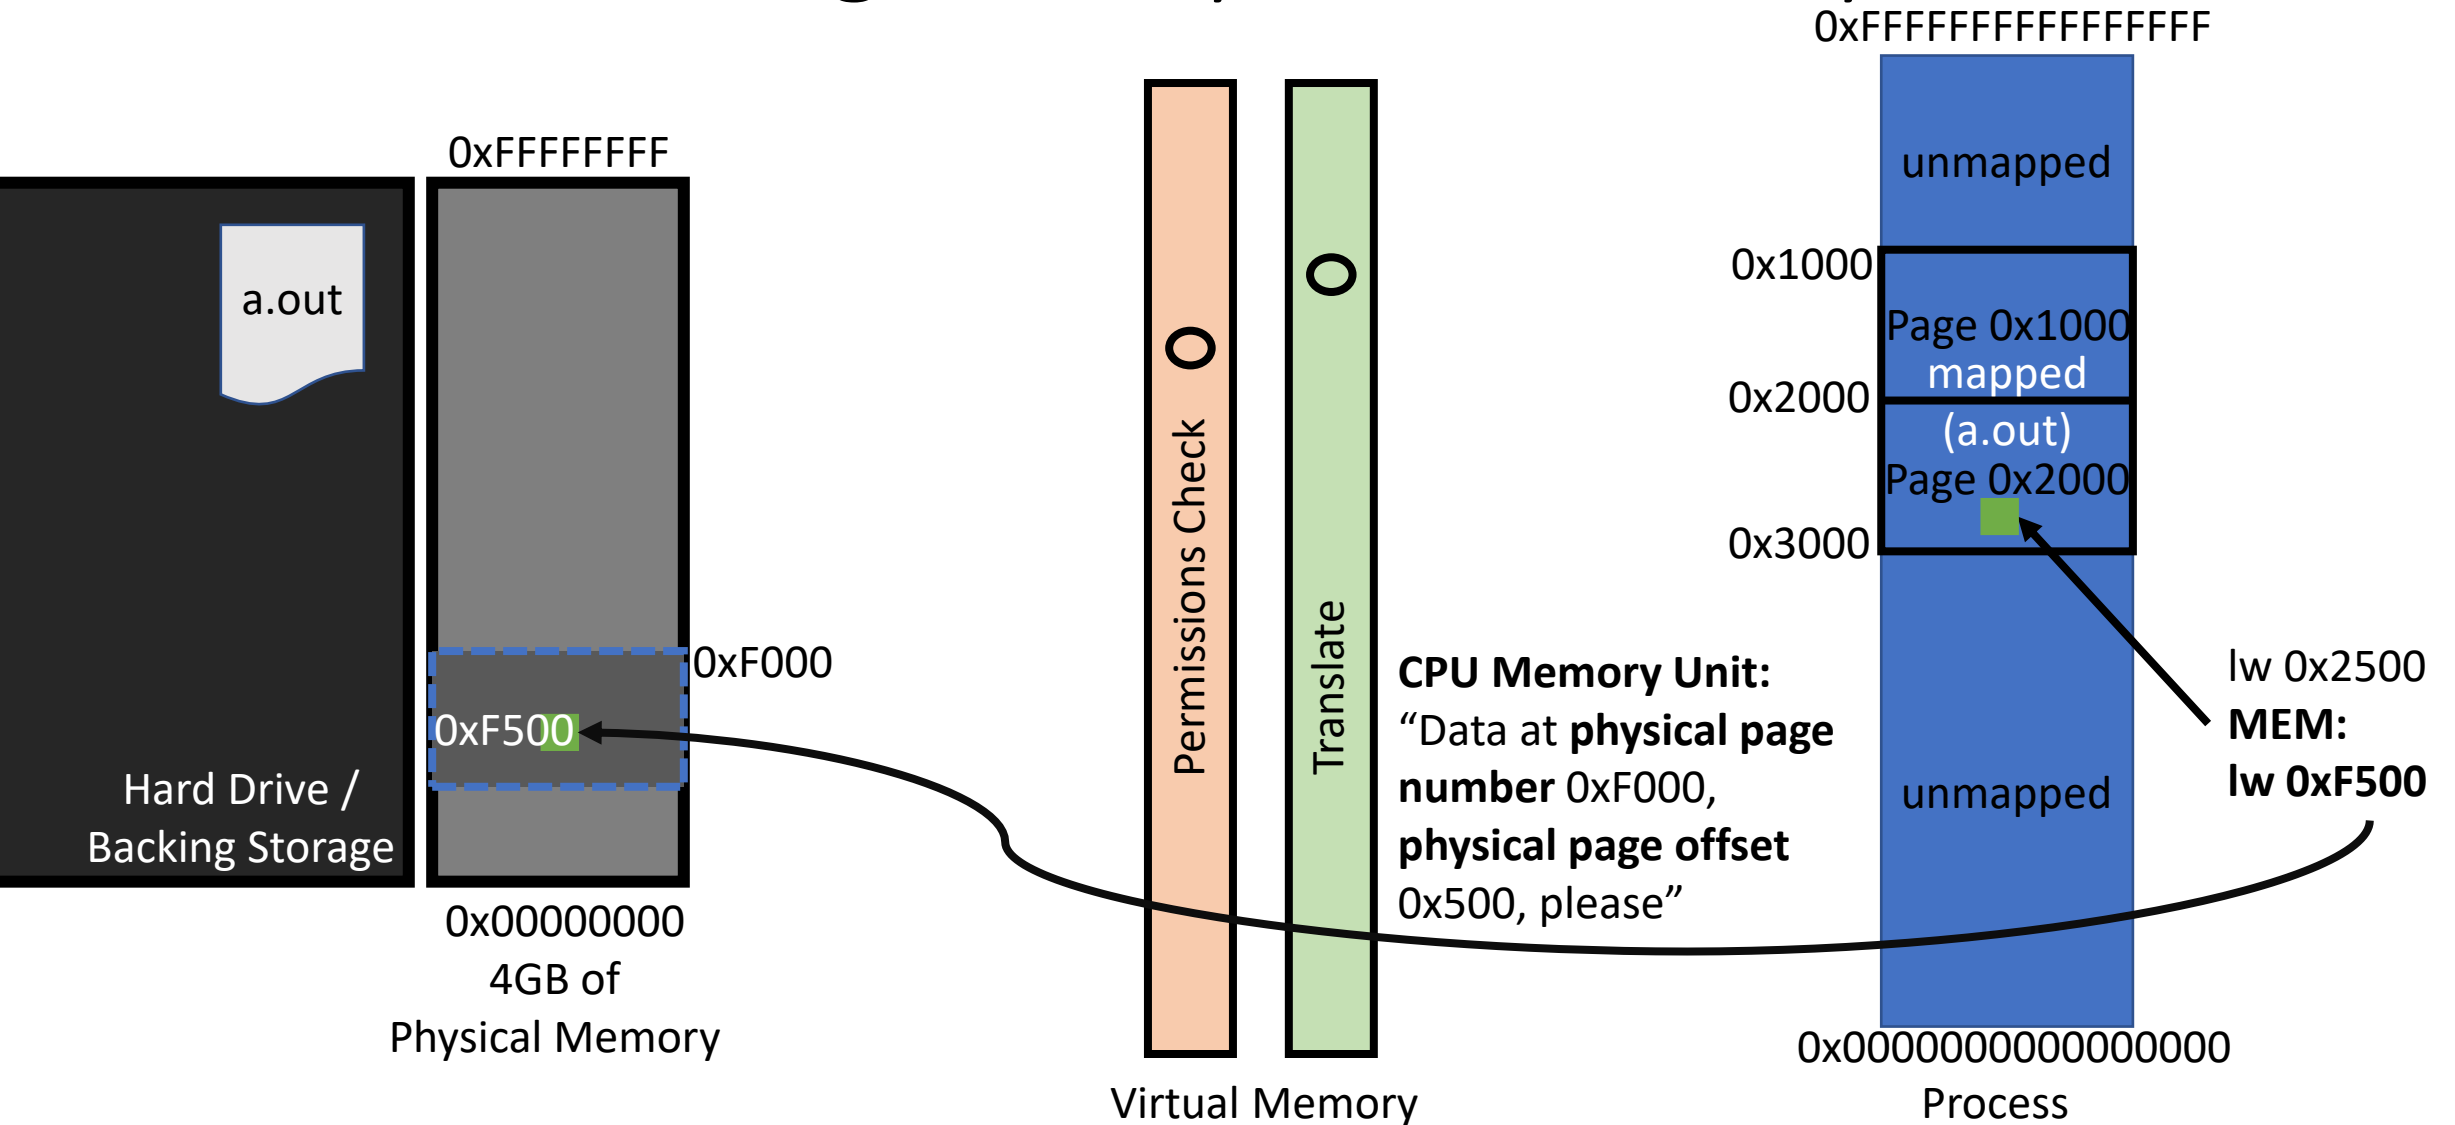 0xFFFFFFFFFFFFFFFF
unmapped
0xFFFFFFFF
a.out
0x1000
Page 0x1000
mapped
0x2000
(a.out)
Page 0x2000
0x3000
Permissions Check
Translate
0xF000
0xF500
Hard Drive /
Backing Storage
CPU Memory Unit:
“Data at physical page
number 0xF000,
physical page offset
0x500, please”
lw 0x2500
MEM:
lw 0xF500
unmapped
0x00000000
4GB of
Physical Memory
0x0000000000000000
Virtual Memory
Process